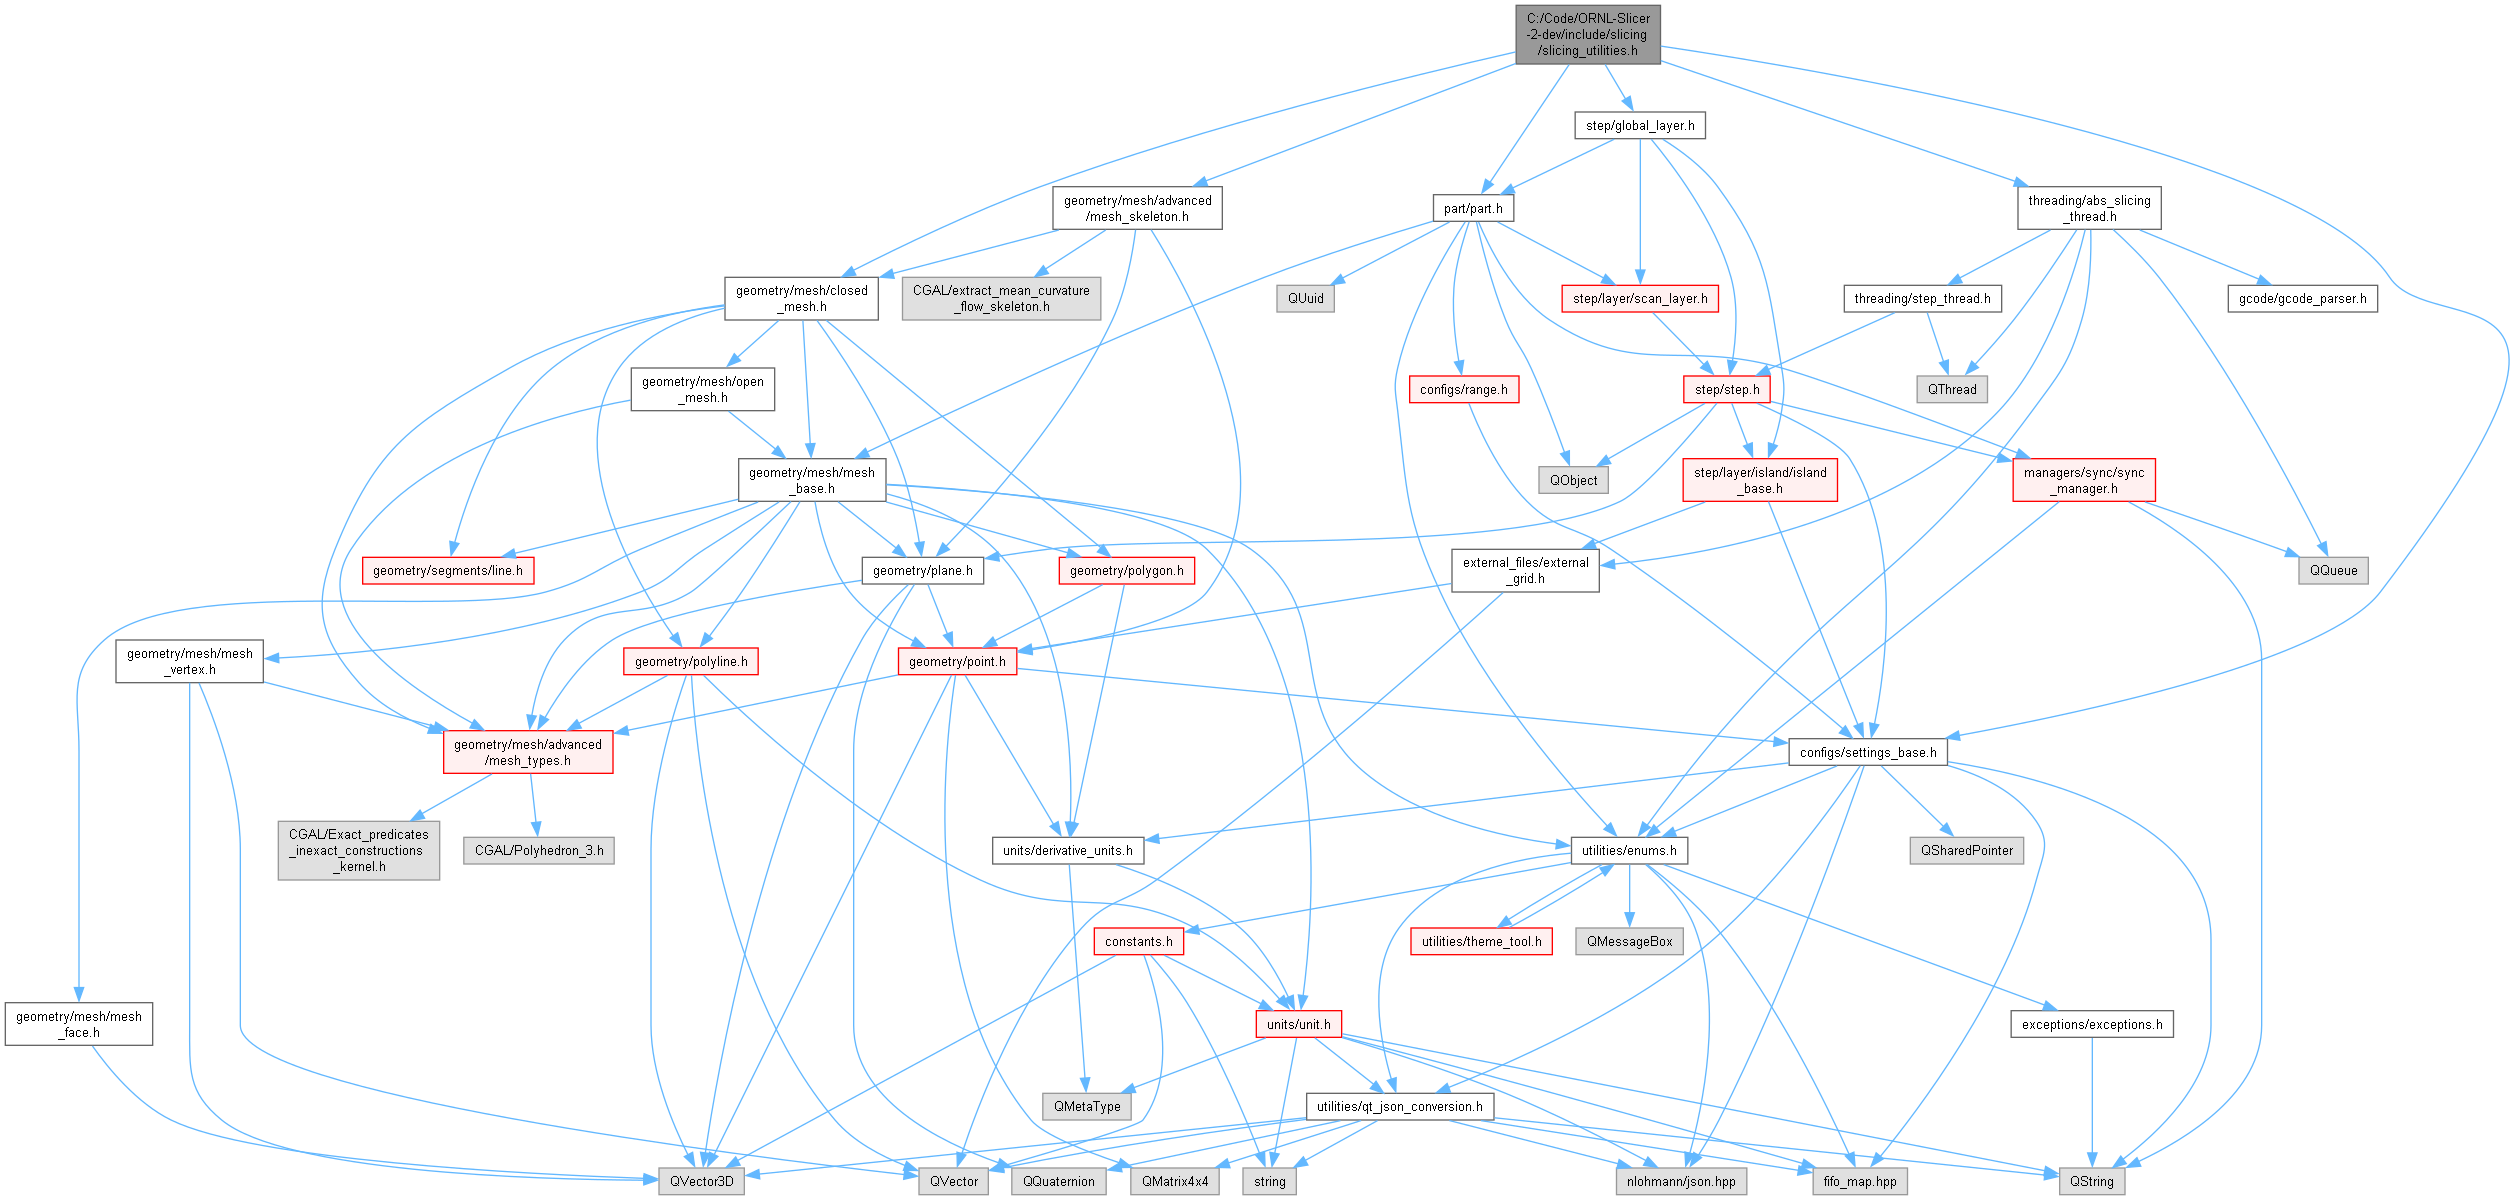 C:/Code/ORNL-Slicer
-2-dev/include/slicing
/slicing_utilities.h
step/global_layer.h
geometry/mesh/advanced
/mesh_skeleton.h
part/part.h
threading/abs_slicing
_thread.h
geometry/mesh/closed
_mesh.h
CGAL/extract_mean_curvature
_flow_skeleton.h
QUuid
step/layer/scan_layer.h
threading/step_thread.h
gcode/gcode_parser.h
geometry/mesh/open
_mesh.h
configs/range.h
step/step.h
QThread
geometry/mesh/mesh
_base.h
QObject
step/layer/island/island
_base.h
managers/sync/sync
_manager.h
geometry/segments/line.h
geometry/plane.h
geometry/polygon.h
external_files/external
_grid.h
QQueue
geometry/mesh/mesh
_vertex.h
geometry/polyline.h
geometry/point.h
geometry/mesh/advanced
/mesh_types.h
configs/settings_base.h
CGAL/Exact_predicates
_inexact_constructions
_kernel.h
CGAL/Polyhedron_3.h
units/derivative_units.h
utilities/enums.h
QSharedPointer
constants.h
utilities/theme_tool.h
QMessageBox
geometry/mesh/mesh
_face.h
units/unit.h
exceptions/exceptions.h
QMetaType
utilities/qt_json_conversion.h
QVector3D
QVector
QQuaternion
QMatrix4x4
string
nlohmann/json.hpp
fifo_map.hpp
QString